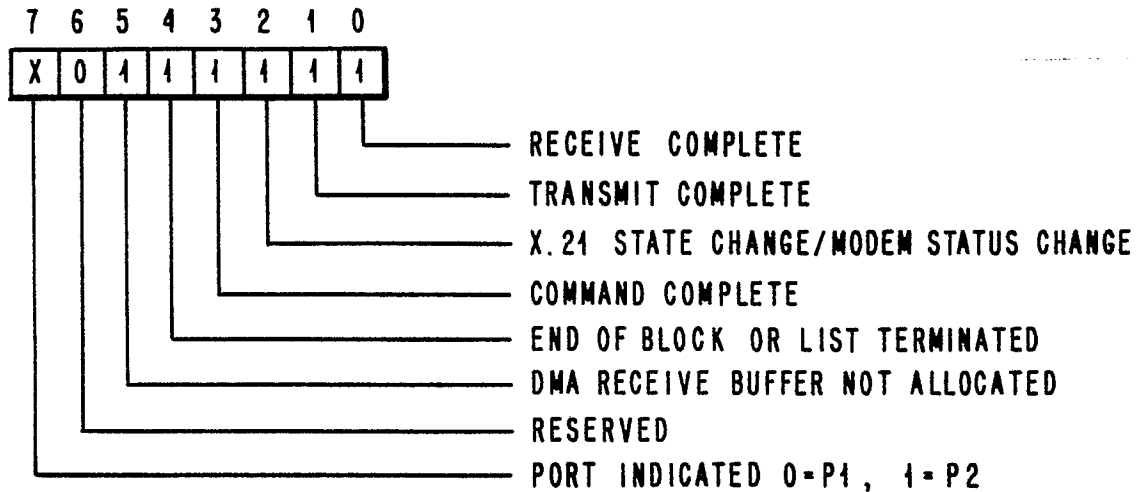 7 6 5 4 3 2 1 0
X 0 1 1 1 1 1 1
RECEIVE COMPLETE
TRANSMIT COMPLETE
X.21 STATE CHANGE/MODEM STATUS CHANGE
COMMAND COMPLETE
END OF BLOCK OR LIST TERMINATED
DMA RECEIVE BUFFER NOT ALLOCATED
RESERVED
PORT INDICATED 0=P1, 1=P2